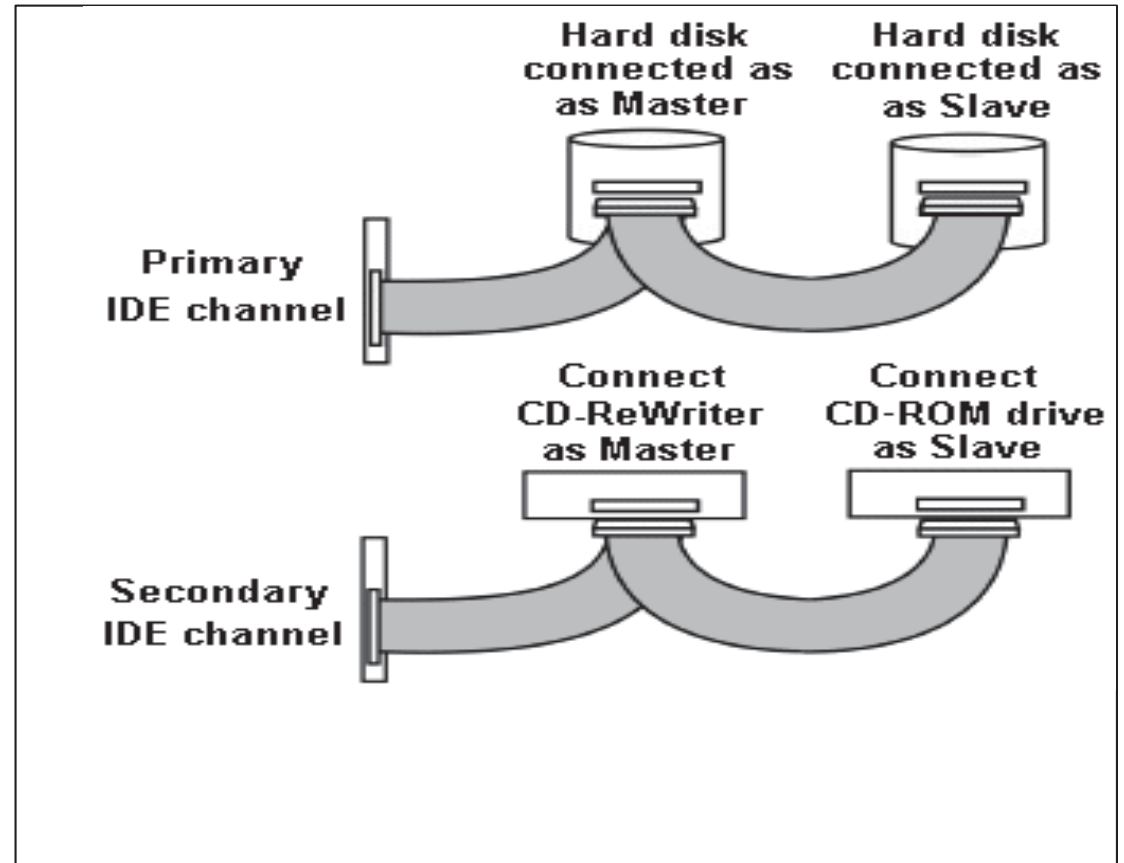 Hard disk
connected as
as Master
Hard disk
connected as
as Slave
Primary
IDE channel
Connect
CD-ReWriter
as Master
Connect
CD-ROM drive
as Slave
Secondary
IDE channel